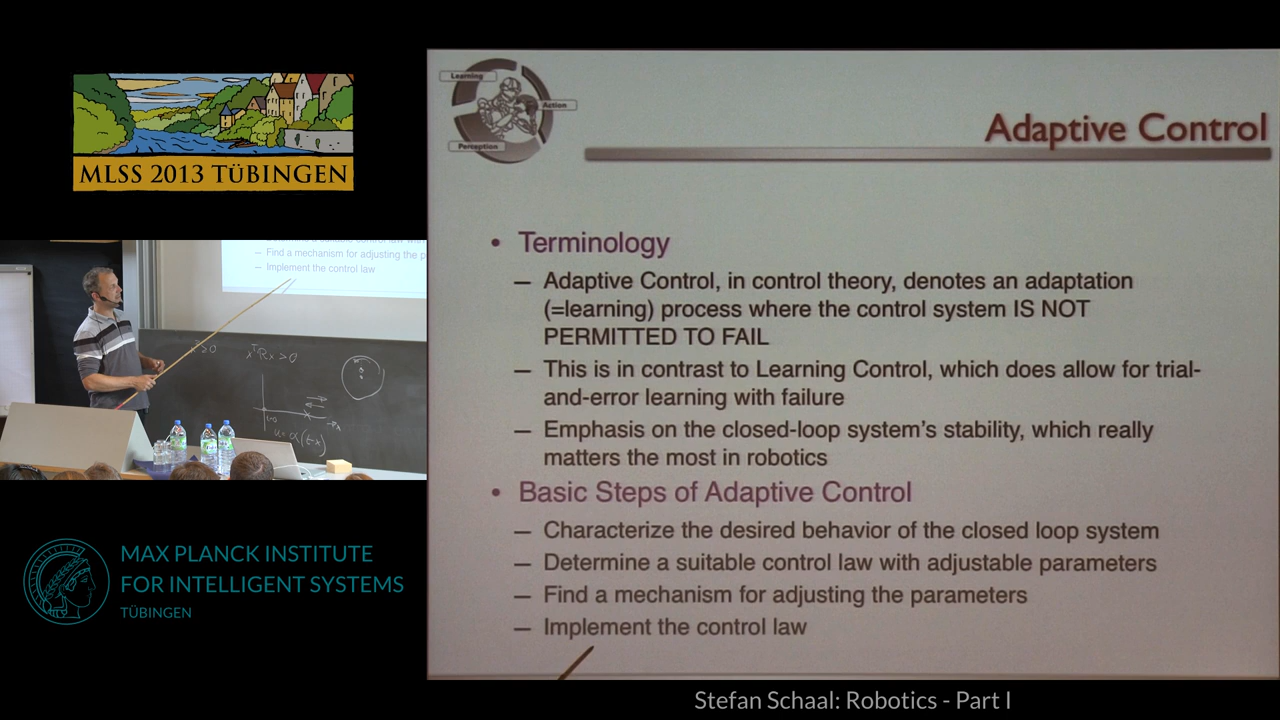 MLSS 2013 TÜBINGEN
Learning
Action
Perception
Adaptive Control
• Terminology
– Adaptive Control, in control theory, denotes an adaptation
(=learning) process where the control system IS NOT
PERMITTED TO FAIL
– This is in contrast to Learning Control, which does allow for trial-
and-error learning with failure
– Emphasis on the closed-loop system's stability, which really
matters the most in robotics
• Basic Steps of Adaptive Control
– Characterize the desired behavior of the closed loop system
– Determine a suitable control law with adjustable parameters
– Find a mechanism for adjusting the parameters
– Implement the control law
– Find a mechanism for adjusting the p
– Implement the control law
x² ≥ 0
xᵀRx > 0
MAX PLANCK INSTITUTE
FOR INTELLIGENT SYSTEMS
TÜBINGEN
Stefan Schaal: Robotics - Part I